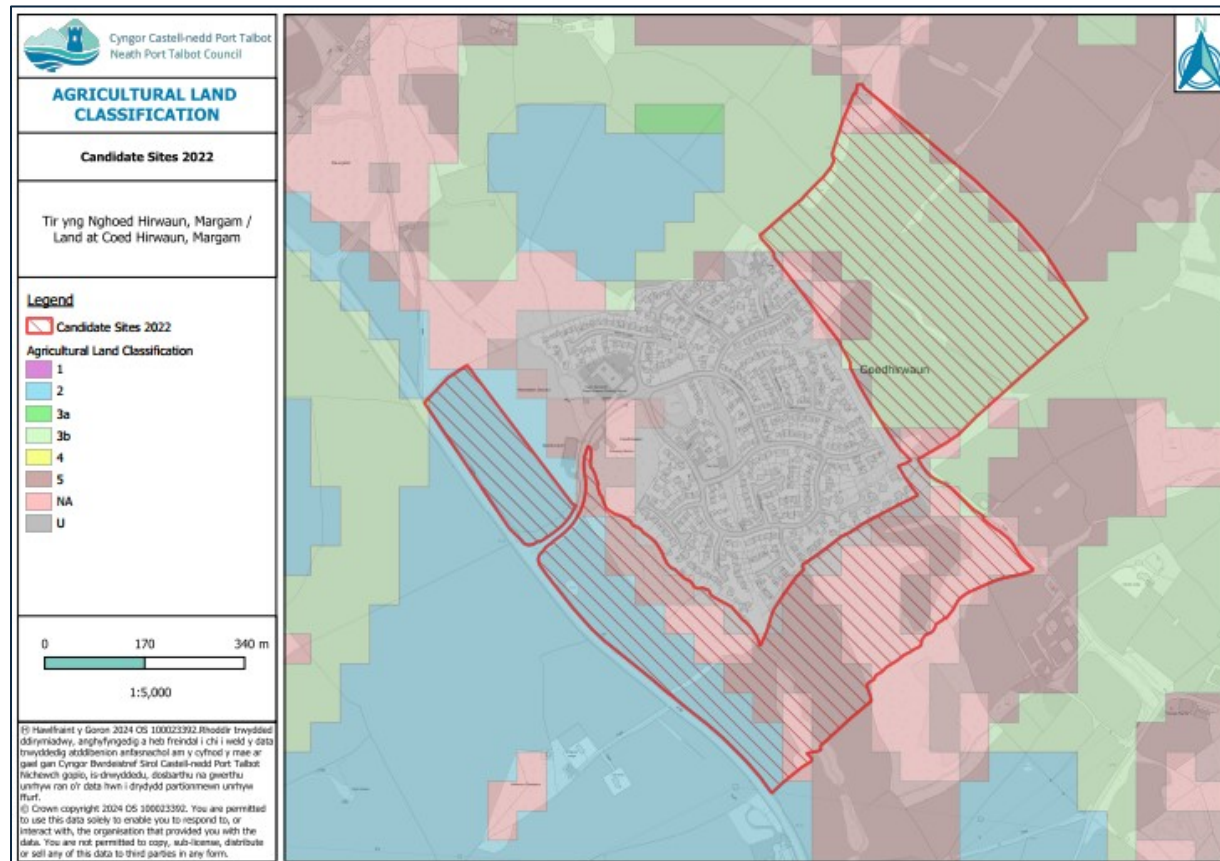 Cyngor Castell-nedd Port Talbot
Neath Port Talbot Council
AGRICULTURAL LAND
CLASSIFICATION
Candidate Sites 2022
Tir yng Nghoed Hirwaun, Margam /
Land at Coed Hirwaun, Margam
Legend
Candidate Sites 2022
Agricultural Land Classification
1
2
3a
3b
4
5
NA
U
0 170 340 m
1:5,000
Hawlfraint y Goron 2024 OS 100023392.Rhoddir trwydded
ddirymiadwy, anghyfyngedig a heb freindal i chi i weld y data
trwyddedig at ddibenion anfasnachol am y cyfnod y mae ar
gael gan Cyngor Bwrdeistref Sirol Castell-nedd Port Talbot
Nichewch gopïo, is-drwyddedu, dosbarthu na gwerthu
unrhyw ran o'r data hwn i drydydd partïon mewn unrhyw
ffurf.
© Crown copyright 2024 OS 100023392. You are permitted
to use this data solely to enable you to respond to, or
interact with, the organisation that provided you with the
data. You are not permitted to copy, sub-license, distribute
or sell any of this data to third parties in any form.
N
Coedhirwaun